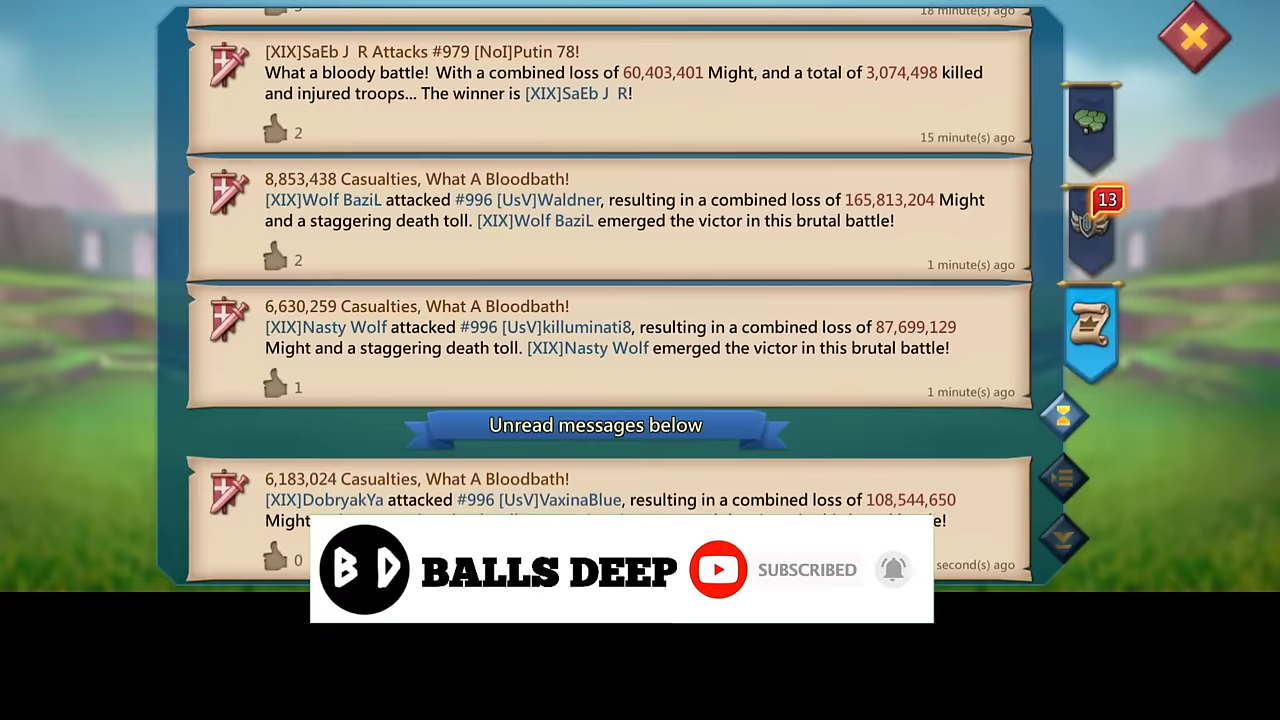 18 minute(s) ago
[XIX]SaEb J R Attacks #979 [NoI]Putin 78!
What a bloody battle! With a combined loss of 60,403,401 Might, and a total of 3,074,498 killed
and injured troops... The winner is [XIX]SaEb J R!
2
15 minute(s) ago
8,853,438 Casualties, What A Bloodbath!
[XIX]Wolf BaziL attacked #996 [UsV]Waldner, resulting in a combined loss of 165,813,204 Might
and a staggering death toll. [XIX]Wolf BaziL emerged the victor in this brutal battle!
2
1 minute(s) ago
13
6,630,259 Casualties, What A Bloodbath!
[XIX]Nasty Wolf attacked #996 [UsV]killuminati8, resulting in a combined loss of 87,699,129
Might and a staggering death toll. [XIX]Nasty Wolf emerged the victor in this brutal battle!
1
1 minute(s) ago
Unread messages below
6,183,024 Casualties, What A Bloodbath!
[XIX]DobryakYa attacked #996 [UsV]VaxinaBlue, resulting in a combined loss of 108,544,650
Might
0
second(s) ago
BD BALLS DEEP SUBSCRIBED